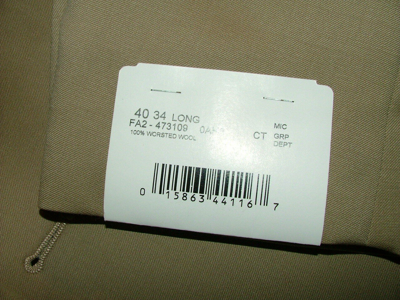 40 34 LONG MIC
FA2 - 473109 CT GRP
100% WORSTED WOOL DEPT
0 15863 44116 7